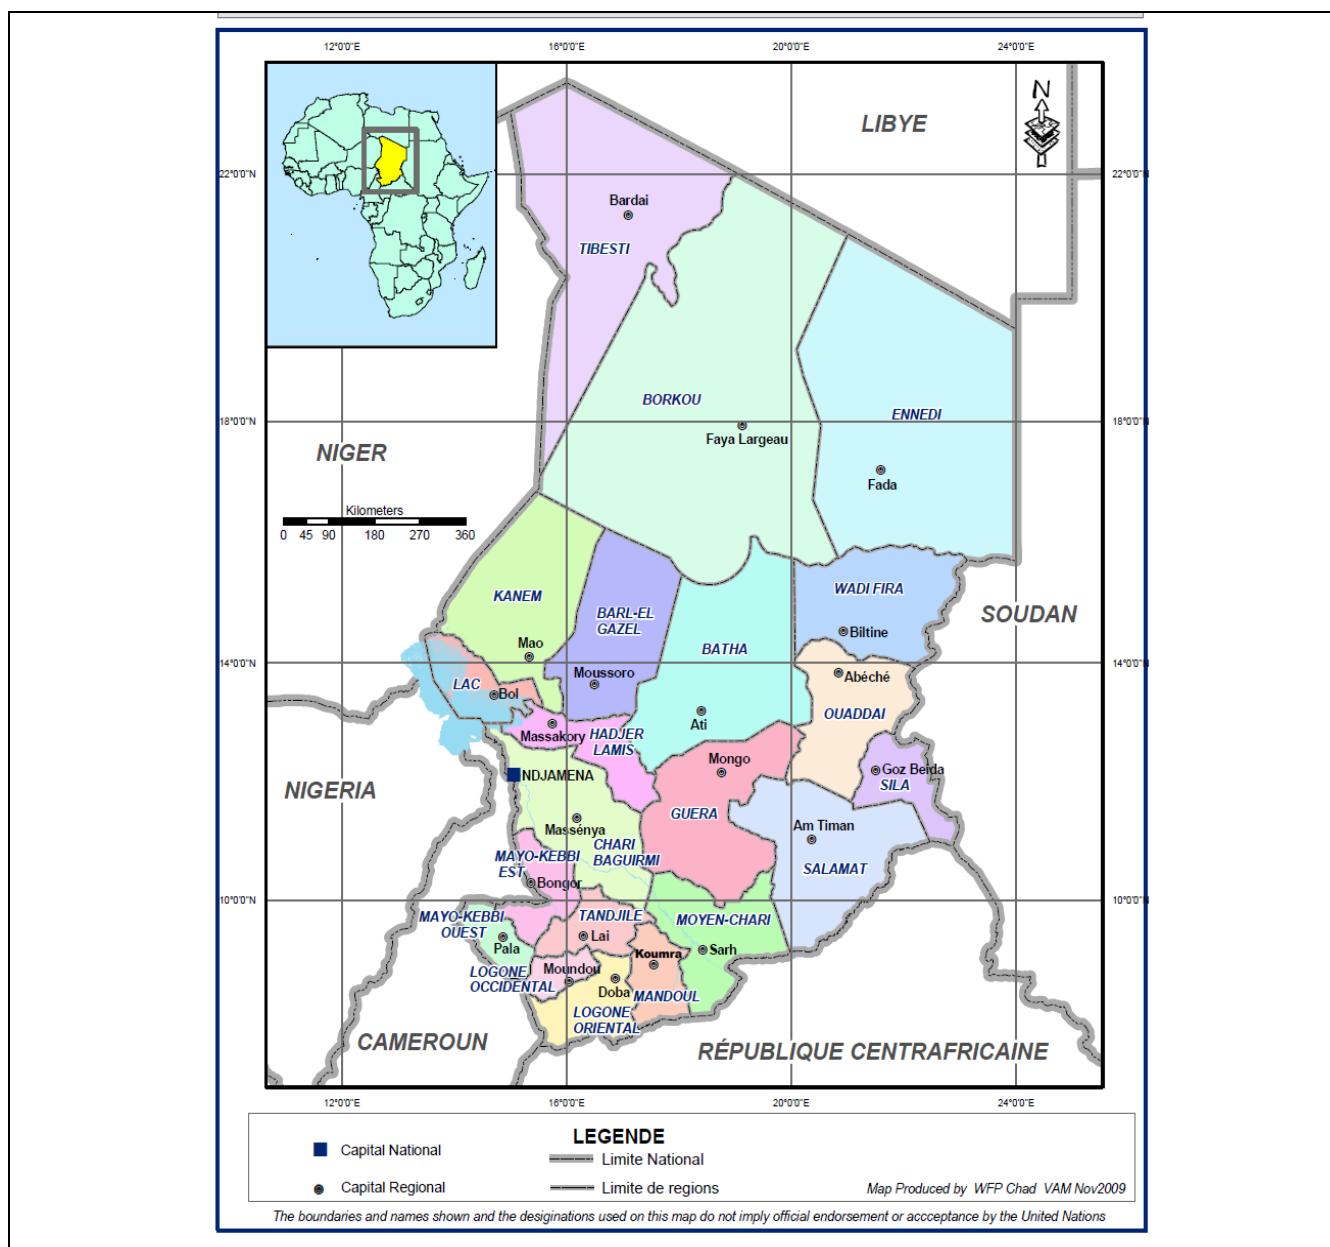 12°0'0"E 16°0'0"E 20°0'0"E 24°0'0"E
N
LIBYE
22°0'0"N 22°0'0"N
Bardai
TIBESTI
BORKOU
ENNEDI
18°0'0"N 18°0'0"N
Faya Largeau
NIGER
Fada
Kilometers
0 45 90 180 270 360
KANEM
BARL-EL
GAZEL
WADI FIRA
SOUDAN
Biltine
Mao
BATHA
14°0'0"N 14°0'0"N
Moussoro
Abéché
LAC
Bol
OUADDAI
Ati
Massakory
HADJER
LAMIS
Mongo
Goz Beida
NDJAMENA
SILA
NIGERIA
GUERA
Massénya
Am Timan
CHARI
BAGUIRMI
MAYO-KEBBI
EST
SALAMAT
Bongor
10°0'0"N 10°0'0"N
MAYO-KEBBI
OUEST
TANDJILE
MOYEN-CHARI
Lai
Pala
Sarh
Koumra
LOGONE
OCCIDENTAL
Moundou
Doba
MANDOUL
LOGONE
ORIENTAL
CAMEROUN
RÉPUBLIQUE CENTRAFRICAINE
12°0'0"E 16°0'0"E 20°0'0"E 24°0'0"E
LEGENDE
Capital National
Limite National
Capital Regional
Limite de regions
Map Produced by WFP Chad VAM Nov2009
The boundaries and names shown and the desiginations used on this map do not imply official endorsement or accceptance by the United Nations